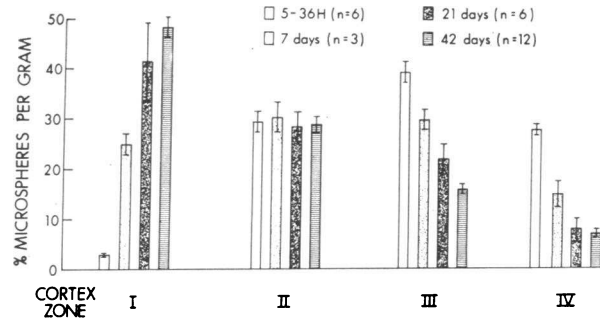 5-36H (n=6)
7 days (n=3)
21 days (n=6)
42 days (n=12)
% MICROSPHERES PER GRAM
50
40
30
20
10
0
CORTEX ZONE
I II III IV